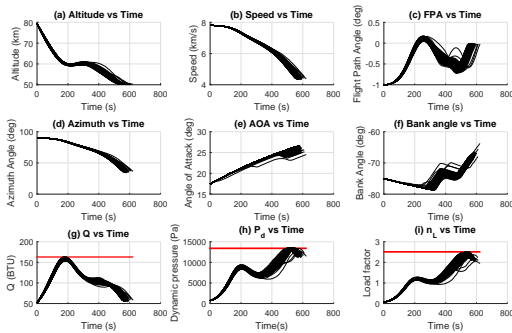 (a) Altitude vs Time
(b) Speed vs Time
(c) FPA vs Time
Altitude (km)
80
70
60
50
0 200 400 600 800
Time (s)
Speed (km/s)
8
6
4
0 200 400 600 800
Time (s)
Flight Path Angle (deg)
0.5
0
-0.5
-1
0 200 400 600 800
Time (s)
(d) Azimuth vs Time
(e) AOA vs Time
(f) Bank angle vs Time
Azimuth Angle (deg)
100
50
0
0 200 400 600 800
Time (s)
Angle of Attack (deg)
30
25
20
15
10
0 200 400 600 800
Time (s)
Bank Angle (deg)
-60
-70
-80
0 200 400 600 800
Time (s)
(g) Q vs Time
(h) Pd vs Time
(i) nL vs Time
Q (BTU)
200
150
100
50
0 200 400 600 800
Time (s)
Dynamic pressure (Pa)
15000
10000
5000
0
0 200 400 600 800
Time(s)
Load factor
3
2
1
0
0 200 400 600 800
Time (s)